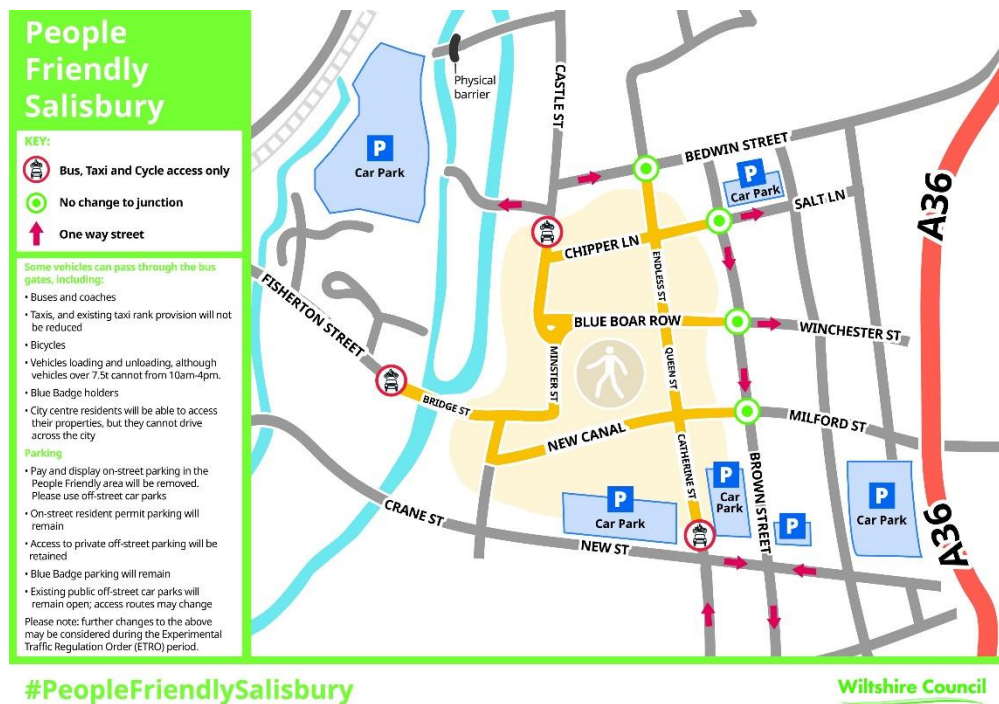 People
Friendly
Salisbury
KEY:
Bus, Taxi and Cycle access only
No change to junction
One way street
Some vehicles can pass through the bus
gates, including:
• Buses and coaches
• Taxis, and existing taxi rank provision will not
be reduced
• Bicycles
• Vehicles loading and unloading, although
vehicles over 7.5t cannot from 10am-4pm.
• Blue Badge holders
• City centre residents will be able to access
their properties, but they cannot drive
across the city
Parking
• Pay and display on-street parking in the
People Friendly area will be removed.
Please use off-street car parks
• On-street resident permit parking will
remain
• Access to private off-street parking will be
retained
• Blue Badge parking will remain
• Existing public off-street car parks will
remain open; access routes may change
Please note: further changes to the above
may be considered during the Experimental
Traffic Regulation Order (ETRO) period.
Physical
barrier
P
Car Park
CASTLE ST
BEDWIN STREET
P
Car Park
SALT LN
CHIPPER LN
ENDLESS ST
A36
FISHERTON STREET
BLUE BOAR ROW
WINCHESTER ST
MINSTER ST
QUEEN ST
BRIDGE ST
NEW CANAL
MILFORD ST
CATHERINE ST
BROWN STREET
CRANE ST
P
Car Park
P
Car
Park
P
P
Car Park
NEW ST
A36
#PeopleFriendlySalisbury
Wiltshire Council